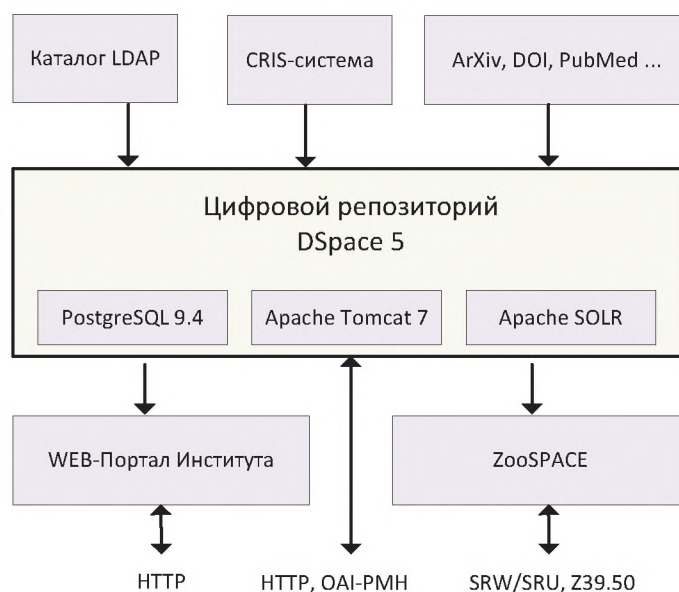 Каталог LDAP
CRIS-система
ArXiv, DOI, PubMed ...
Цифровой репозиторий
DSpace 5
PostgreSQL 9.4
Apache Tomcat 7
Apache SOLR
WEB-Портал Института
ZooSPACE
HTTP
HTTP, OAI-PMH
SRW/SRU, Z39.50